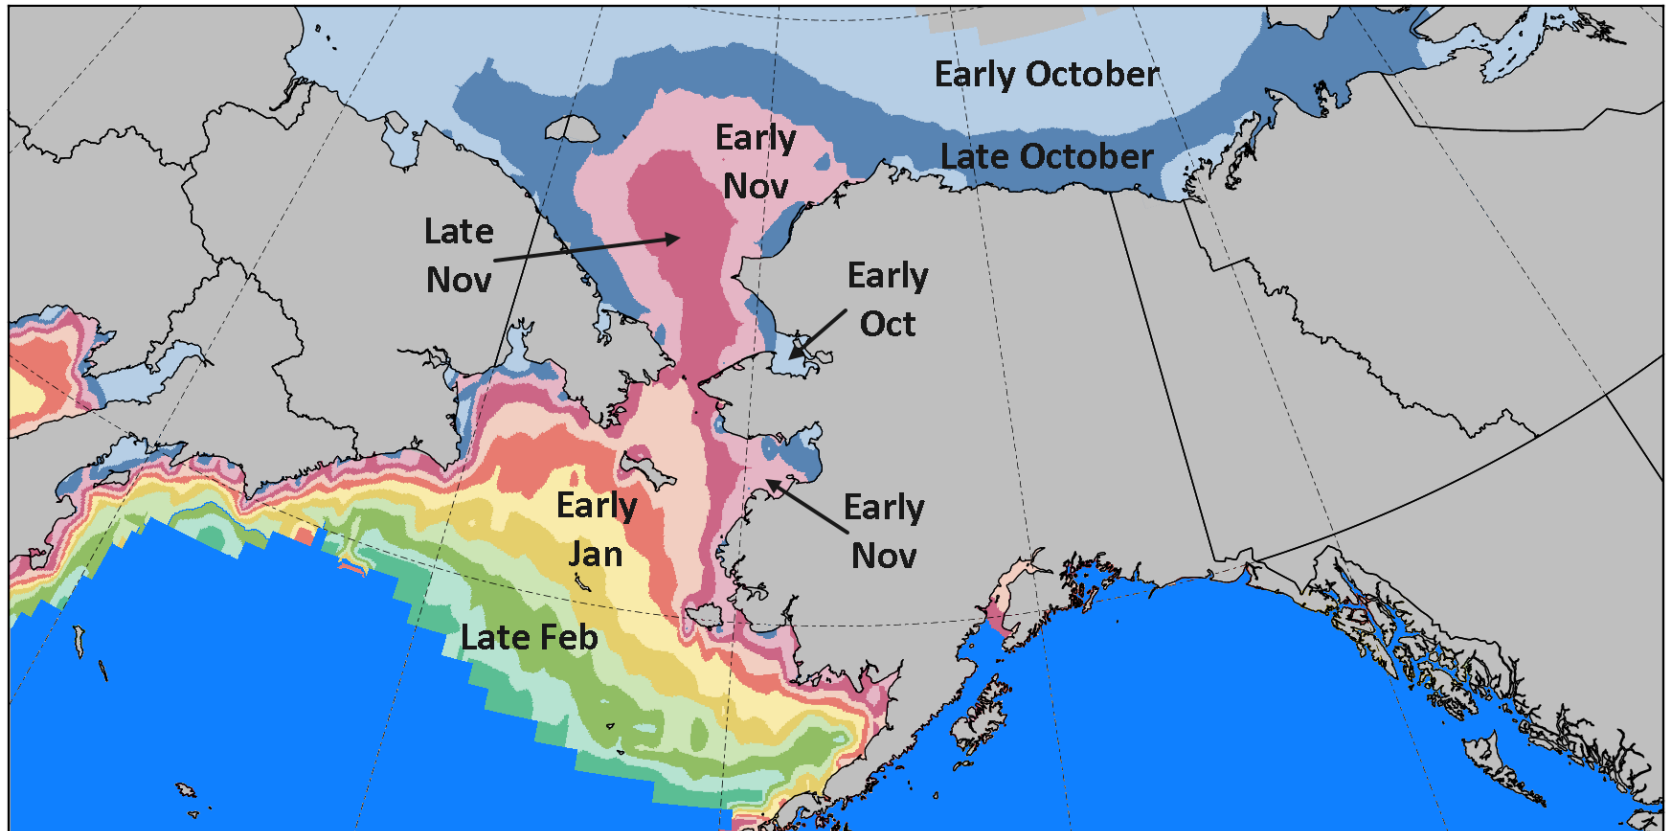 Early October
Early
Nov
Late October
Late
Nov
Early
Oct
Early
Jan
Early
Nov
Late Feb